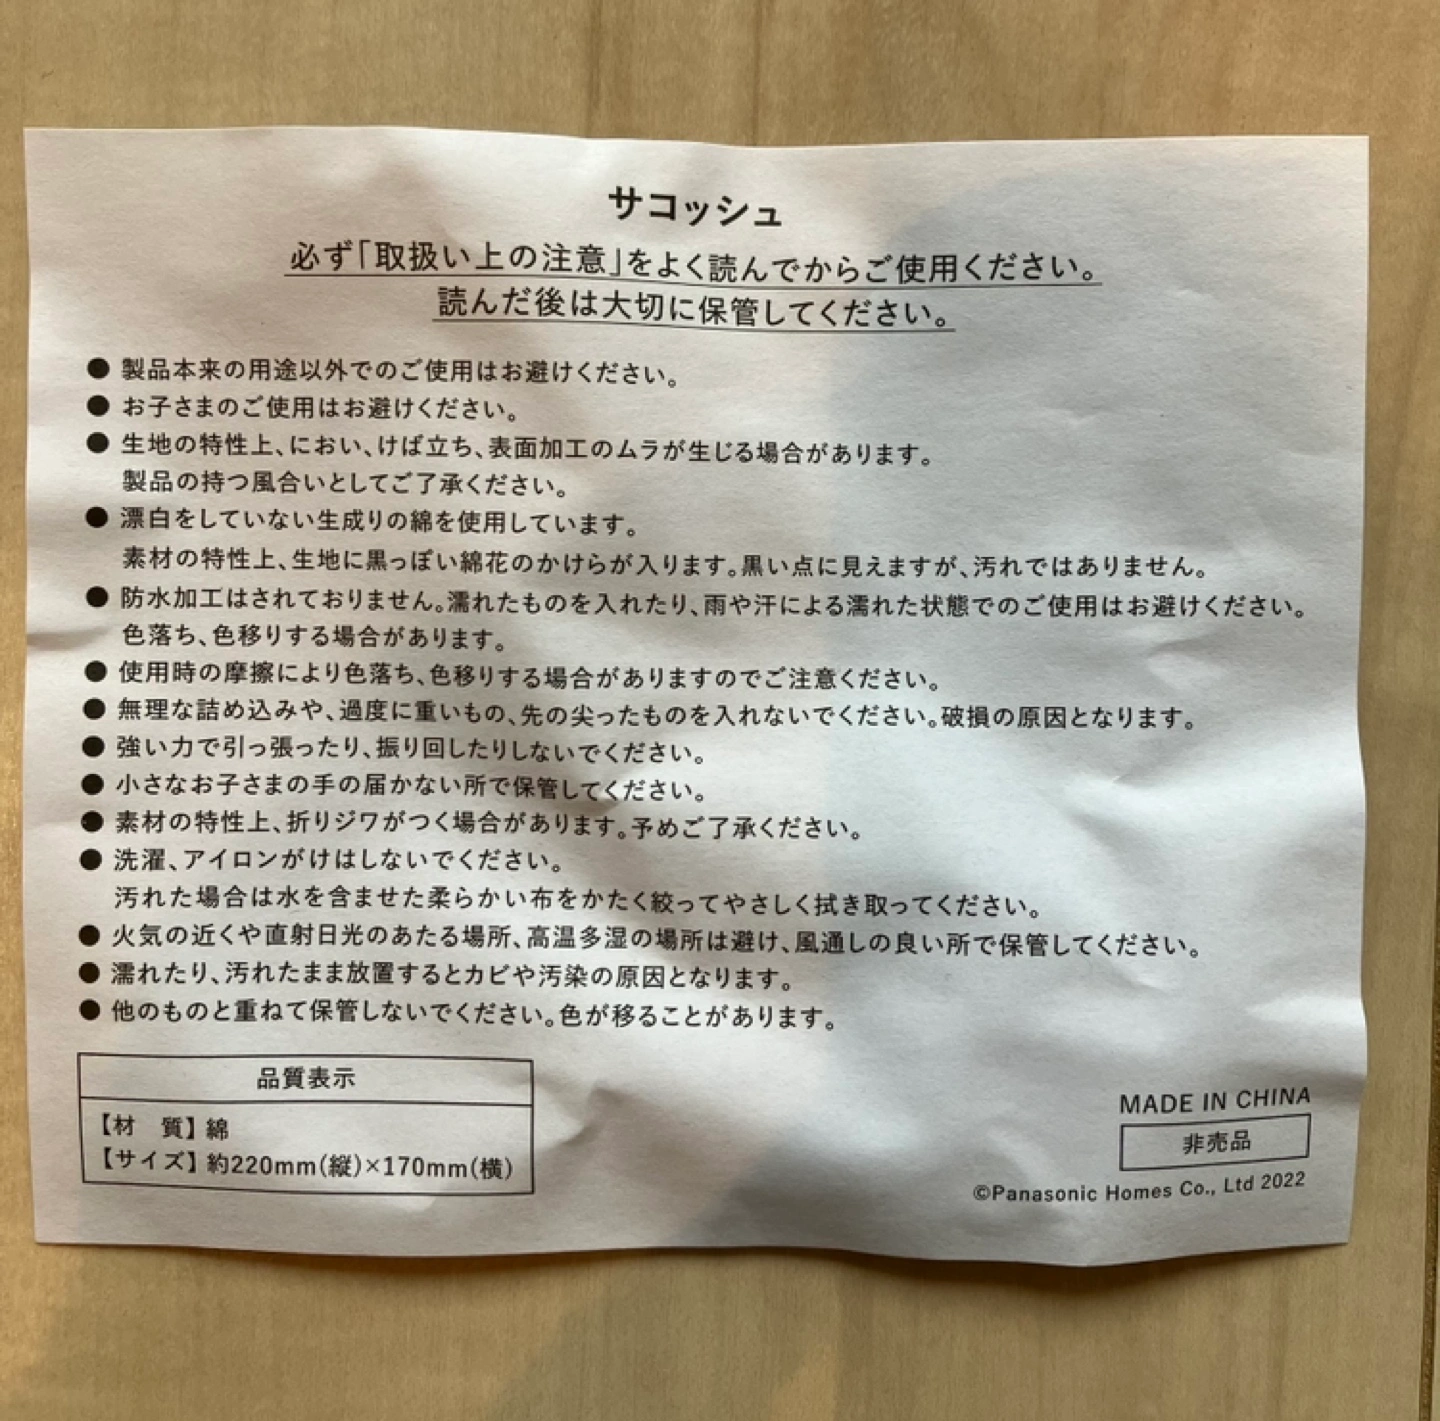 サコッシュ
必ず「取扱い上の注意」をよく読んでからご使用ください。
読んだ後は大切に保管してください。
● 製品本来の用途以外でのご使用はお避けください。
● お子さまのご使用はお避けください。
● 生地の特性上、におい、けば立ち、表面加工のムラが生じる場合があります。
製品の持つ風合いとしてご了承ください。
● 漂白をしていない生成りの綿を使用しています。
素材の特性上、生地に黒っぽい綿花のかけらが入ります。黒い点に見えますが、汚れではありません。
● 防水加工はされておりません。濡れたものを入れたり、雨や汗による濡れた状態でのご使用はお避けください。
色落ち、色移りする場合があります。
● 使用時の摩擦により色落ち、色移りする場合がありますのでご注意ください。
● 無理な詰め込みや、過度に重いもの、先の尖ったものを入れないでください。破損の原因となります。
● 強い力で引っ張ったり、振り回したりしないでください。
● 小さなお子さまの手の届かない所で保管してください。
● 素材の特性上、折りジワがつく場合があります。予めご了承ください。
● 洗濯、アイロンがけはしないでください。
汚れた場合は水を含ませた柔らかい布をかたく絞ってやさしく拭き取ってください。
● 火気の近くや直射日光のあたる場所、高温多湿の場所は避け、風通しの良い所で保管してください。
● 濡れたり、汚れたまま放置するとカビや汚染の原因となります。
● 他のものと重ねて保管しないでください。色が移ることがあります。
品質表示
【材　質】綿
【サイズ】約220mm(縦)×170mm(横)
MADE IN CHINA
非売品
©Panasonic Homes Co., Ltd 2022